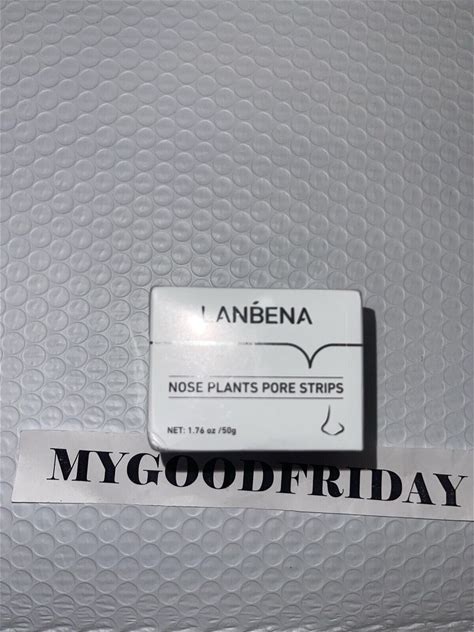 LANBENA
NOSE PLANTS PORE STRIPS
NET: 1.76 oz /50g
MYGOODFRIDAY